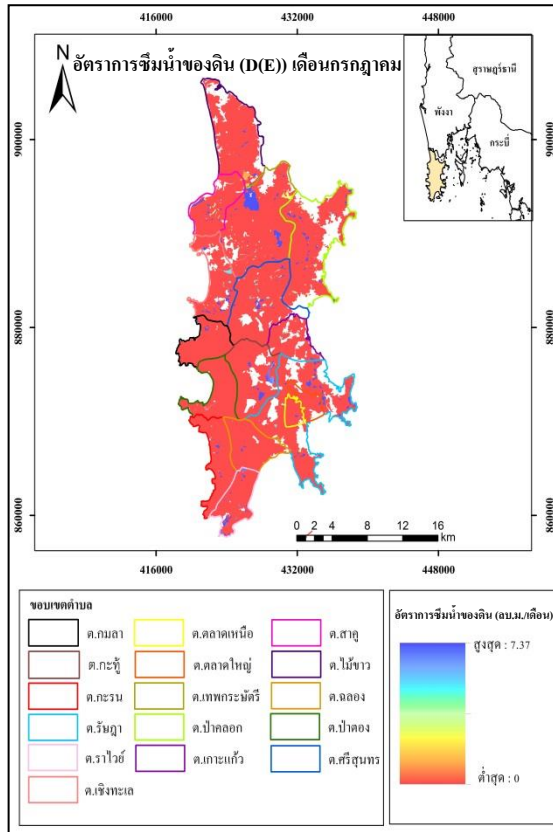 416000 432000 448000
อัตราการซึมน้ำของดิน (D(E)) เดือนกรกฎาคม
N
สุราษฎร์ธานี
พังงา
กระบี่
900000 900000
880000 880000
860000 860000
0 2 4 8 12 16
km
416000 432000 448000
ขอบเขตตำบล
ต.กมลา ต.ตลาดเหนือ ต.สาคู
ต.กะทู้ ต.ตลาดใหญ่ ต.ไม้ขาว
ต.กะรน ต.เทพกระษัตรี ต.ฉลอง
ต.รัษฎา ต.ป่าคลอก ต.ป่าตอง
ต.ราไวย์ ต.เกาะแก้ว ต.ศรีสุนทร
ต.เชิงทะเล
อัตราการซึมน้ำของดิน (ลบ.ม./เดือน)
สูงสุด : 7.37
ต่ำสุด : 0